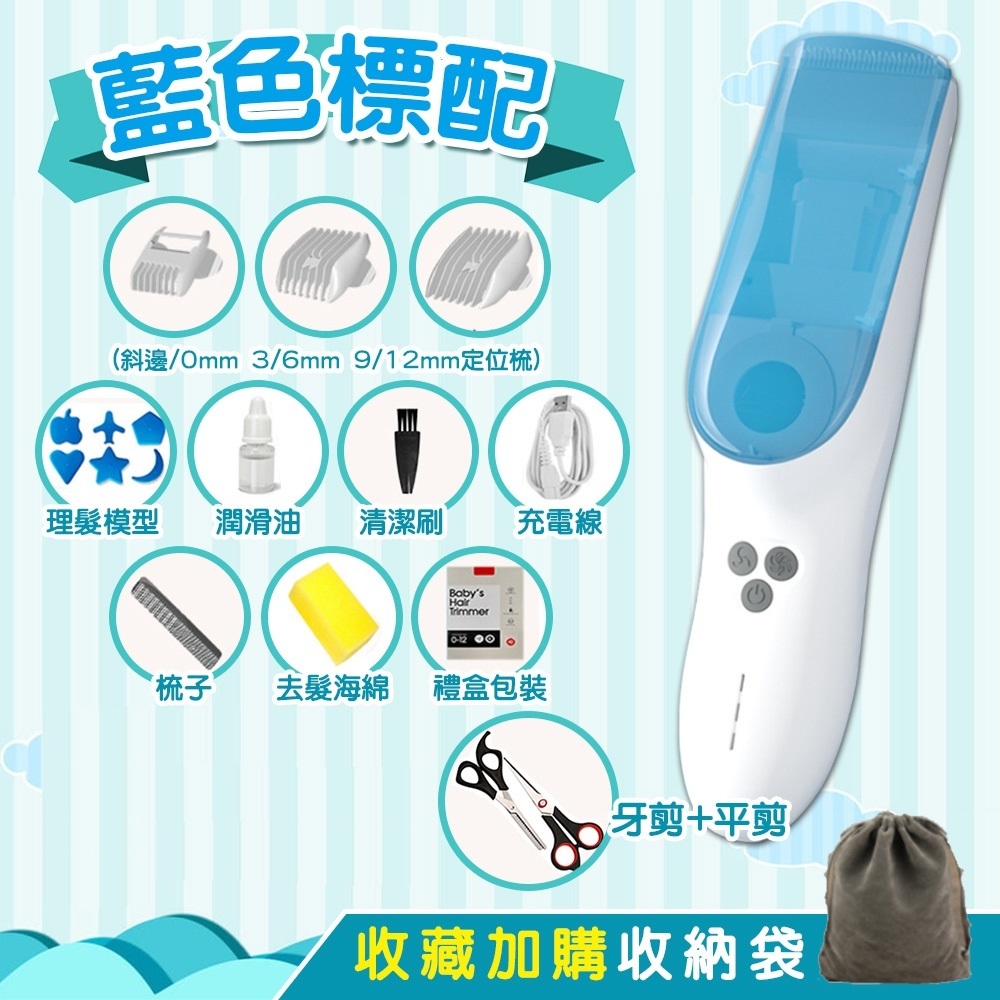 藍色標配
(斜邊/0mm 3/6mm 9/12mm定位梳)
理髮模型
潤滑油
清潔刷
充電線
Baby's
Hair
Trimmer
0-12
梳子
去髮海綿
禮盒包裝
牙剪+平剪
收藏加購收納袋